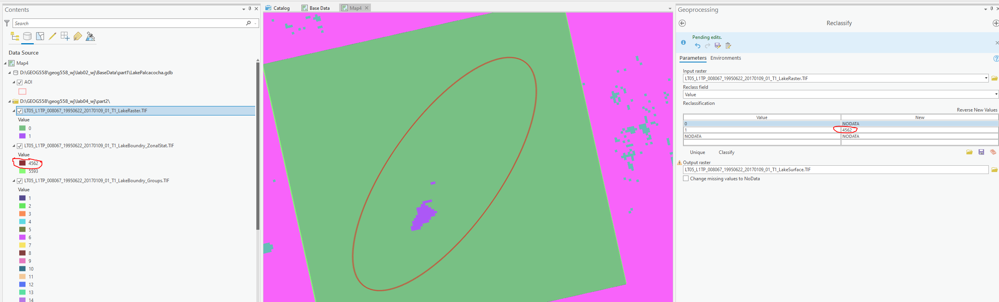 Contents
Search
Data Source
Map4
D:\GEOG558\geog558_wj\lab02_wj\BaseData\part1\LakePalcacocha.gdb
AOI
D:\GEOG558\geog558_wj\lab04_wj\part2\
LT05_L1TP_008067_19950622_20170109_01_T1_LakeRaster.TIF
Value
0
1
LT05_L1TP_008067_19950622_20170109_01_T1_LakeBoundry_ZonalStat.TIF
Value
4562
5593
LT05_L1TP_008067_19950622_20170109_01_T1_LakeBoundry_Groups.TIF
Value
1
2
3
4
5
6
7
8
9
10
11
12
13
14
Catalog Base Data Map4
Geoprocessing
Reclassify
Pending edits.
Parameters Environments
Input raster
LT05_L1TP_008067_19950622_20170109_01_T1_LakeRaster.TIF
Reclass field
Value
Reclassification
Reverse New Values
Value New
0 NODATA
1 4562
NODATA NODATA
Unique Classify
Output raster
LT05_L1TP_008067_19950622_20170109_01_T1_LakeSurface.TIF
Change missing values to NoData